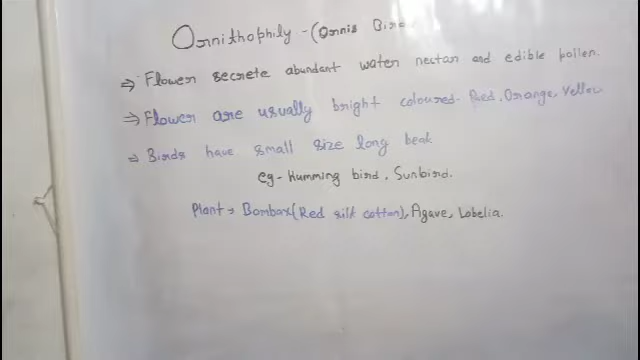 Ornithophily - (Ornis Bird
⇒ Flower secrete abundant water nectar and edible pollen.
⇒ Flower are usually bright coloured - Red, Orange, Yellow
⇒ Birds have small size long beak
eg - Humming bird, Sunbird.
Plant → Bombax (Red silk cotton), Agave, Lobelia.